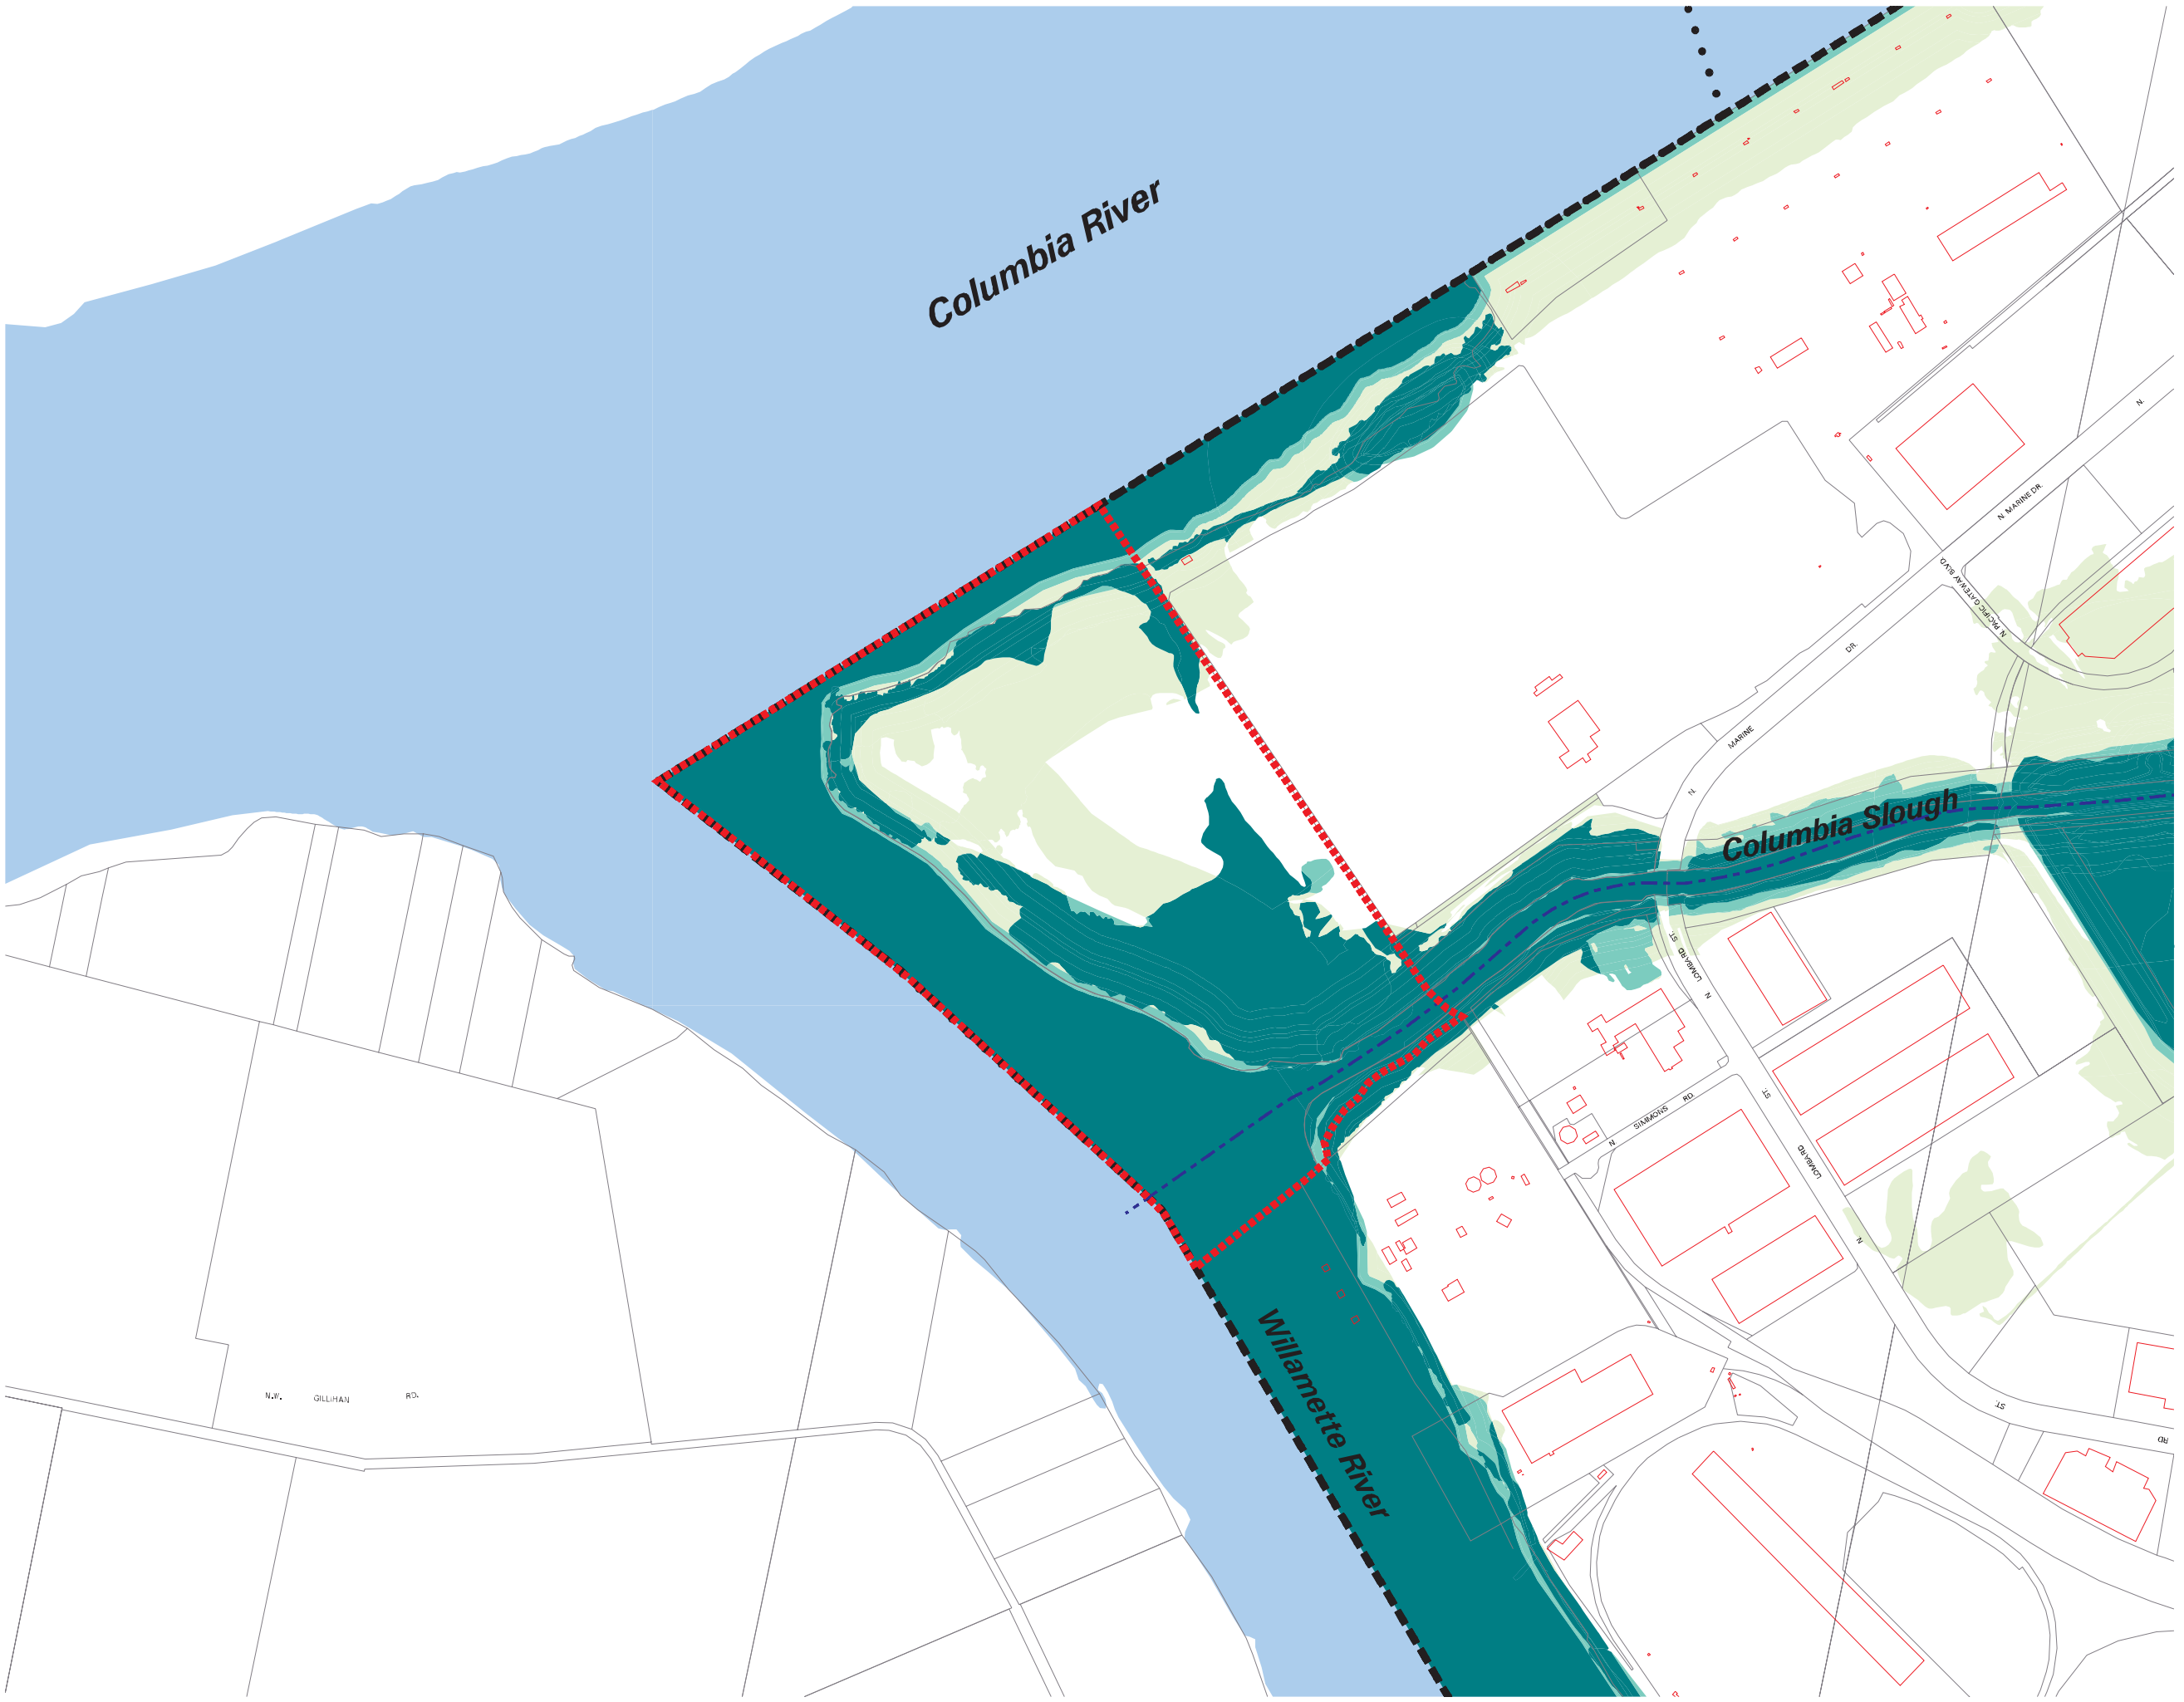 Columbia River
N.
N. MARINE DR.
N PACIFIC GATEWAY BLVD.
DR.
MARINE
N.
Columbia Slough
ST.
LOMBARD
N
SIMMONS RD.
N.
ST.
LOMBARD
N
Willamette River
N.W. GILLIHAN RD.
ST.
RD